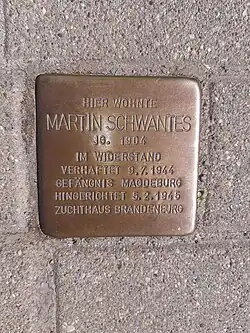 HIER WOHNTE
MARTIN SCHWANTES
JG. 1904
IM WIDERSTAND
VERHAFTET 9.7.1944
GEFÄNGNIS MAGDEBURG
HINGERICHTET 5.2.1945
ZUCHTHAUS BRANDENBURG